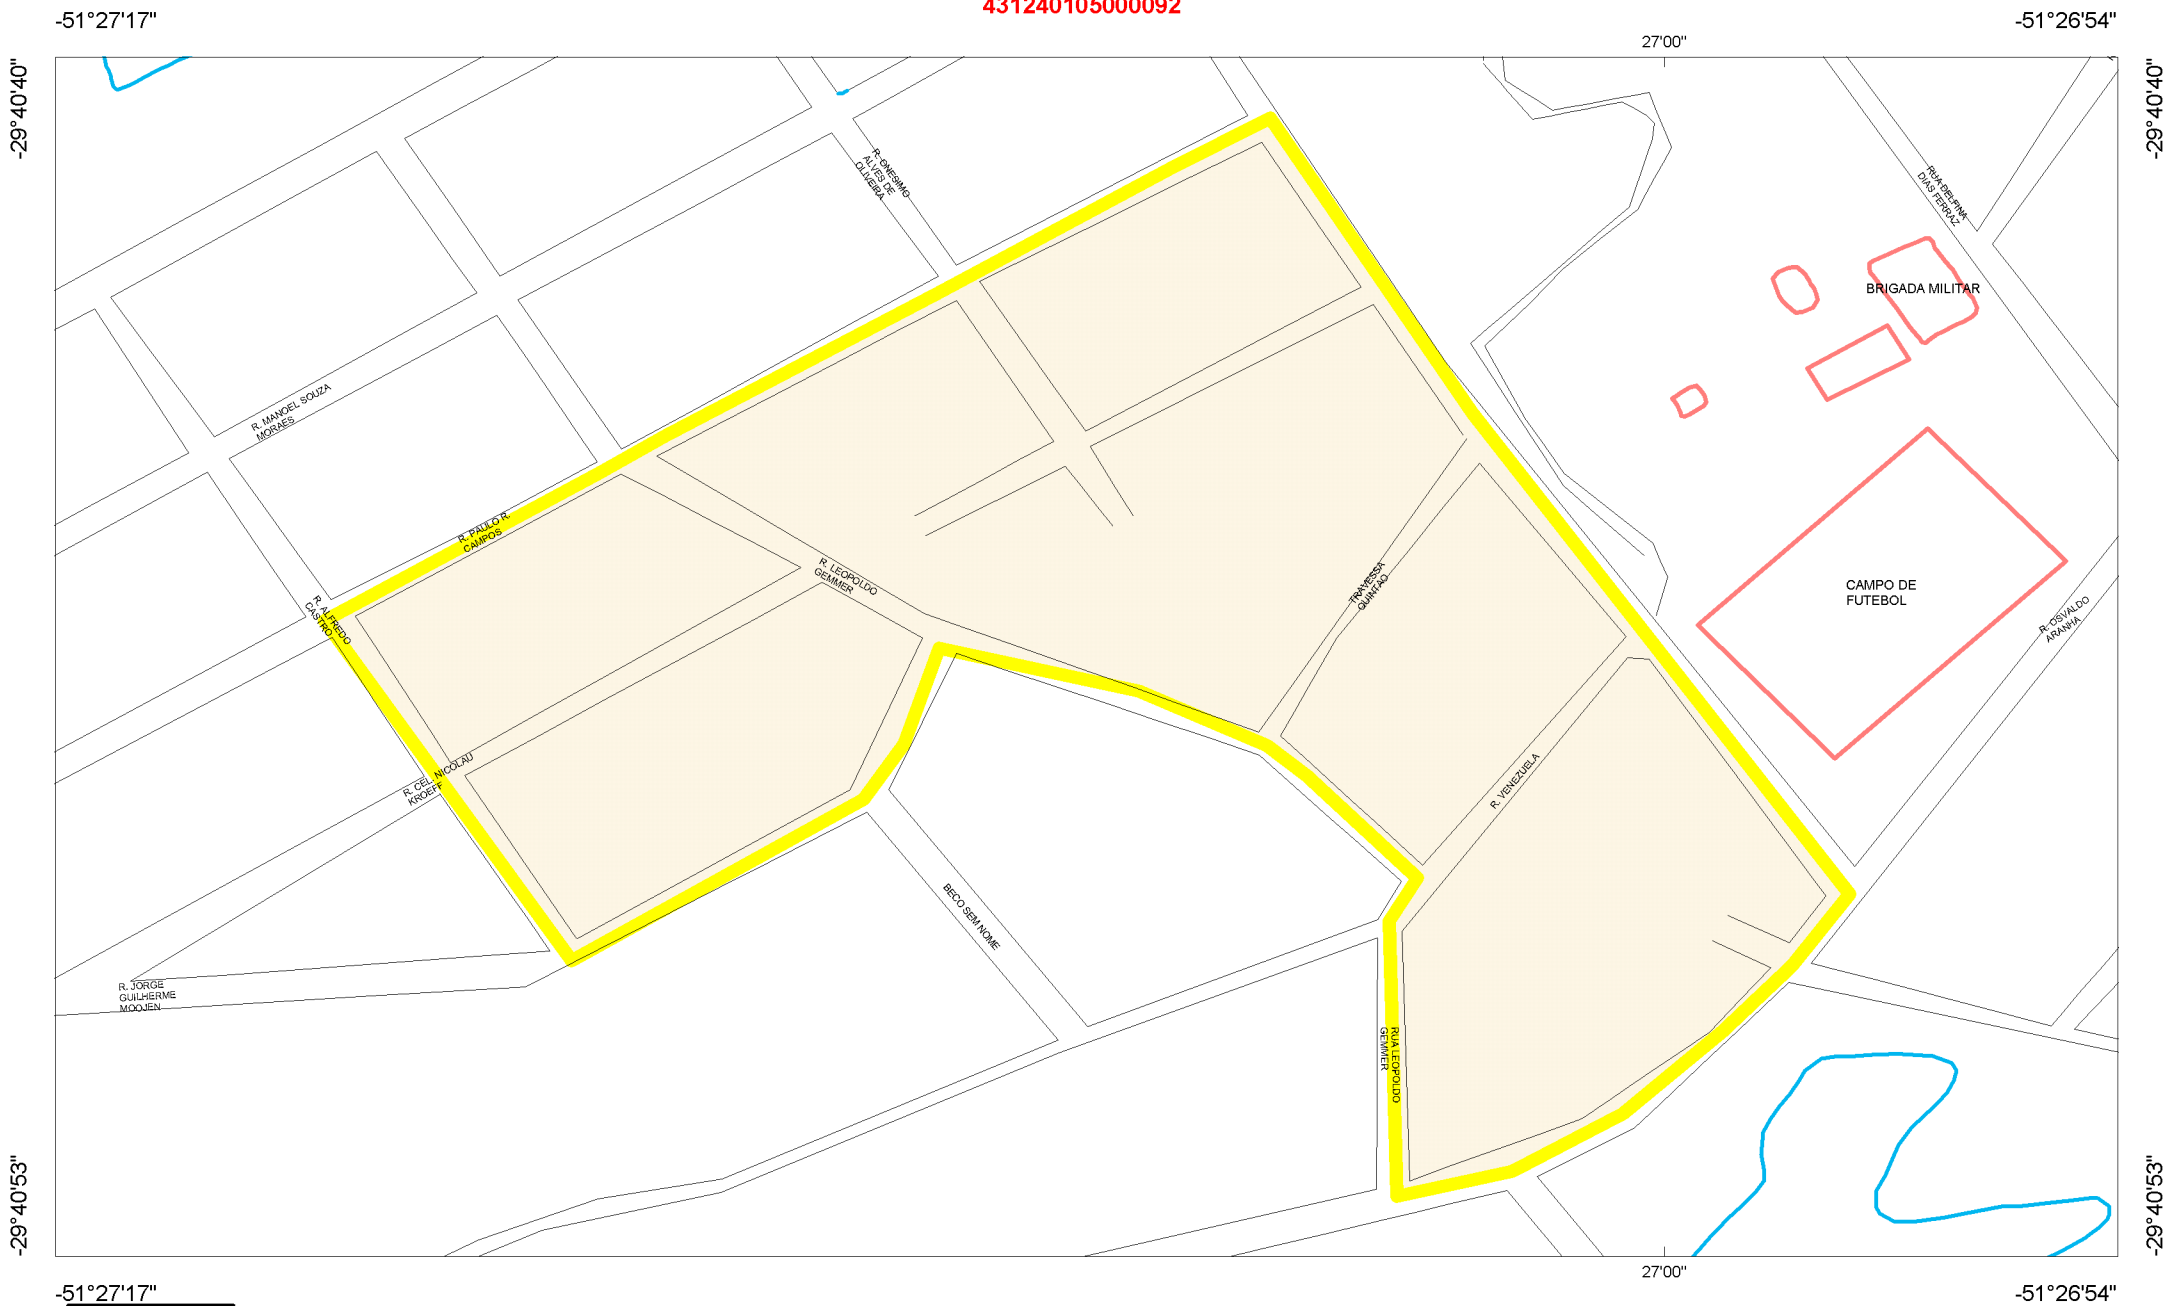 431240105000092
-51°27'17"
-51°26'54"
27'00"
-29°40'40"
-29°40'40"
R. ONESIMO
ALVES DE
OLIVEIRA
RUA DELFINA
DIAS FERRAZ
BRIGADA MILITAR
R. MANOEL SOUZA
MORAES
R. PAULO R.
CAMPOS
R. LEOPOLDO
GEMMER
TRAVESSA
QUINTAO
CAMPO DE
FUTEBOL
R. OSVALDO
ARANHA
R. ALFREDO
CASTRO
R. CEL. NICOLAU
KROEFF
R. VENEZUELA
BECO SEM NOME
R. JORGE
GUILHERME
MOOJEN
RUA LEOPOLDO
GEMMER
-29°40'53"
-29°40'53"
27'00"
-51°27'17"
-51°26'54"